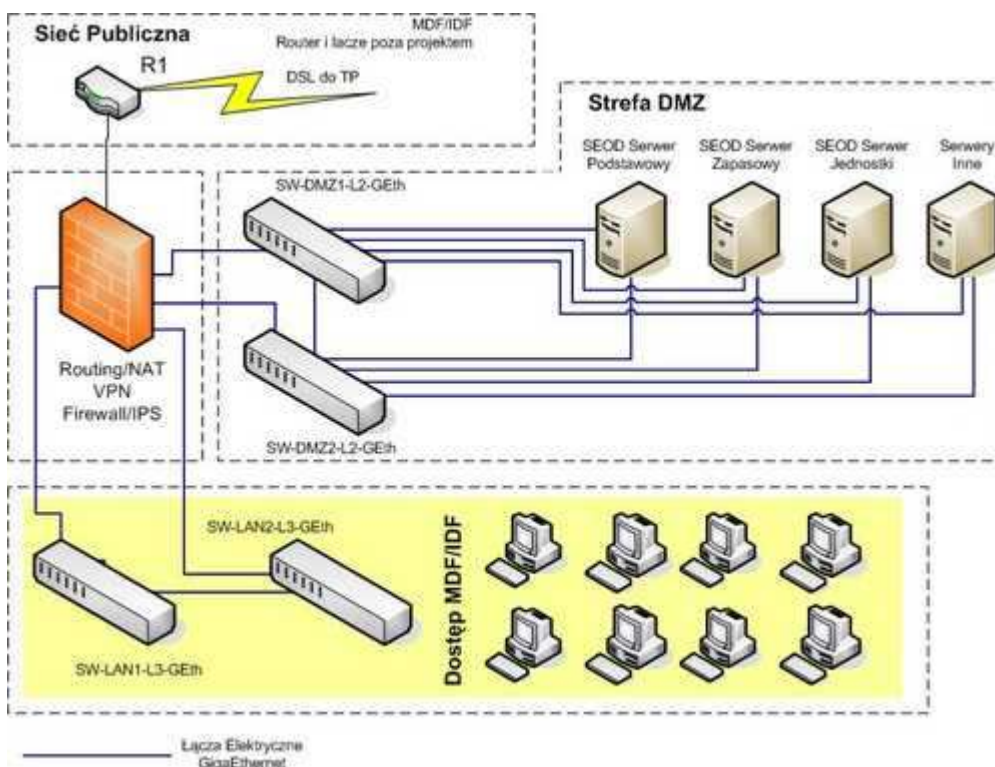 Sieć Publiczna
MDF/IDF
Router i lacze poza projektem
R1
DSL do TP
Strefa DMZ
SEOD Serwer
Podstawowy
SEOD Serwer
Zapasowy
SEOD Serwer
Jednostki
Serwery
Inne
SW-DMZ1-L2-GEth
Routing/NAT
VPN
Firewall/IPS
SW-DMZ2-L2-GEth
SW-LAN2-L3-GEth
SW-LAN1-L3-GEth
Dostęp MDF/IDF
Łącza Elektryczne
GigaEthernet